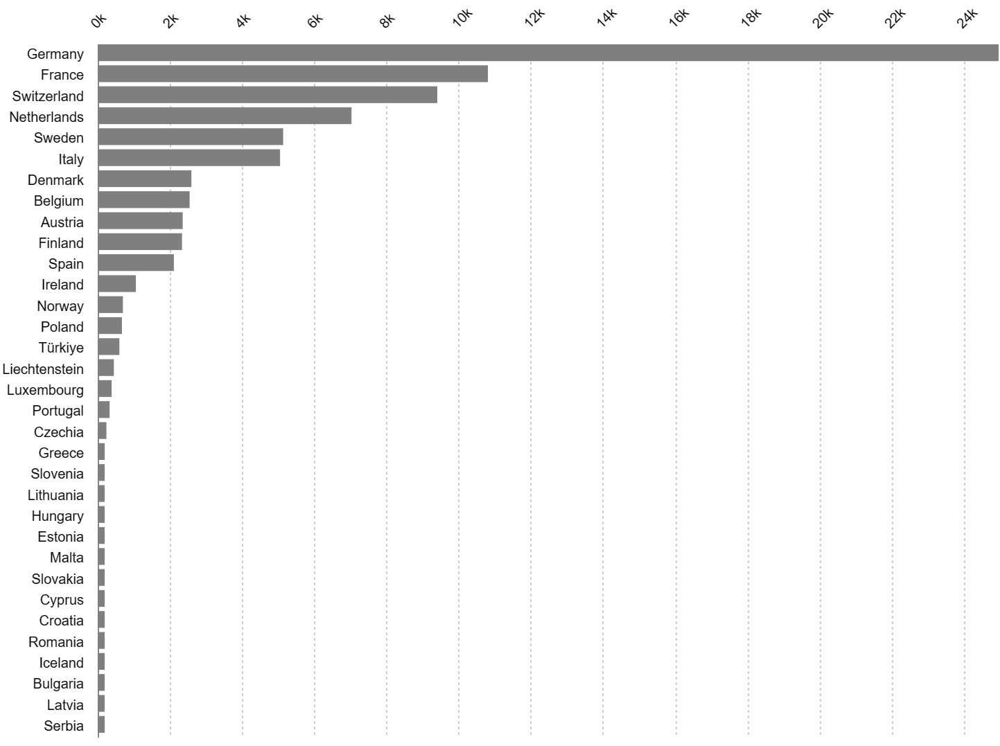 0k 2k 4k 6k 8k 10k 12k 14k 16k 18k 20k 22k 24k
Germany
France
Switzerland
Netherlands
Sweden
Italy
Denmark
Belgium
Austria
Finland
Spain
Ireland
Norway
Poland
Türkiye
Liechtenstein
Luxembourg
Portugal
Czechia
Greece
Slovenia
Lithuania
Hungary
Estonia
Malta
Slovakia
Cyprus
Croatia
Romania
Iceland
Bulgaria
Latvia
Serbia